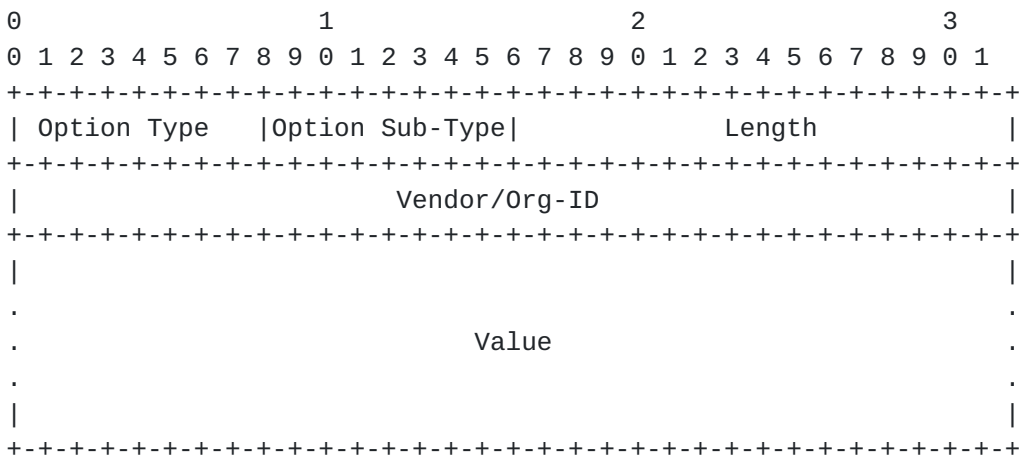 0                   1                   2                   3
0 1 2 3 4 5 6 7 8 9 0 1 2 3 4 5 6 7 8 9 0 1 2 3 4 5 6 7 8 9 0 1
+-+-+-+-+-+-+-+-+-+-+-+-+-+-+-+-+-+-+-+-+-+-+-+-+-+-+-+-+-+-+-+-+
| Option Type   |Option Sub-Type|             Length            |
+-+-+-+-+-+-+-+-+-+-+-+-+-+-+-+-+-+-+-+-+-+-+-+-+-+-+-+-+-+-+-+-+
|                        Vendor/Org-ID                          |
+-+-+-+-+-+-+-+-+-+-+-+-+-+-+-+-+-+-+-+-+-+-+-+-+-+-+-+-+-+-+-+-+
|                                                               |
.                                                               .
.                             Value                             .
.                                                               .
|                                                               |
+-+-+-+-+-+-+-+-+-+-+-+-+-+-+-+-+-+-+-+-+-+-+-+-+-+-+-+-+-+-+-+-+